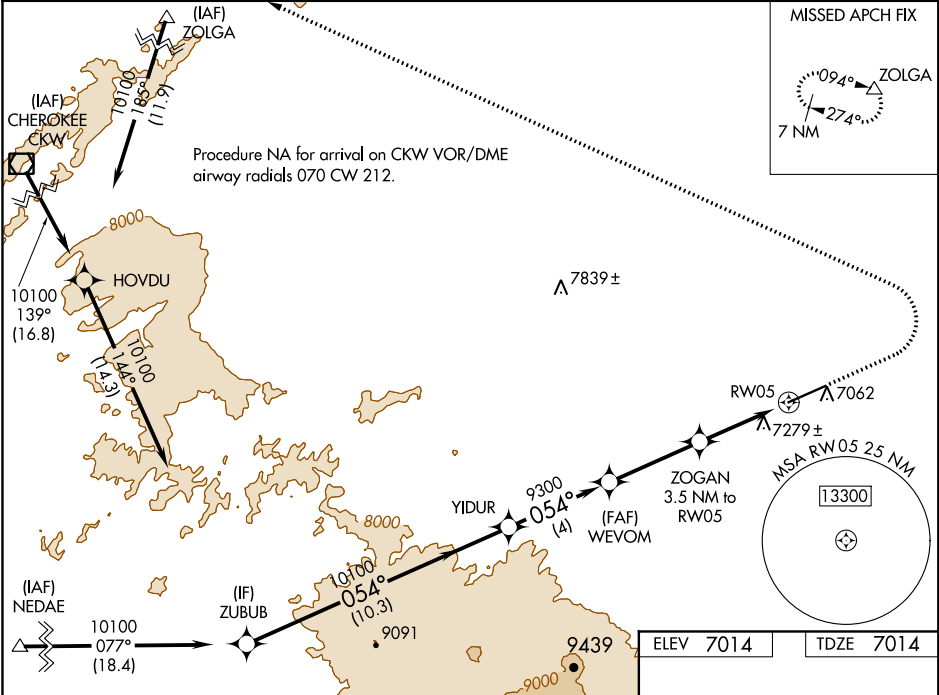 (IAF)
ZOLGA
10100
185°
(11.9)
(IAF)
CHEROKEE
CKW
Procedure NA for arrival on CKW VOR/DME
airway radials 070 CW 212.
MISSED APCH FIX
094°
ZOLGA
274°
7 NM
8000
HOVDU
10100
139°
(16.8)
7839±
10100
144°
(14.3)
RW05
7062
7279±
ZOGAN
3.5 NM to
RW05
MSA RW05 25 NM
13300
YIDUR
9300
054°
(4)
(FAF)
WEVOM
8000
(IAF)
NEDAE
10100
077°
(18.4)
(IF)
ZUBUB
10100
054°
(10.3)
9091
9439
9000
ELEV 7014
TDZE 7014